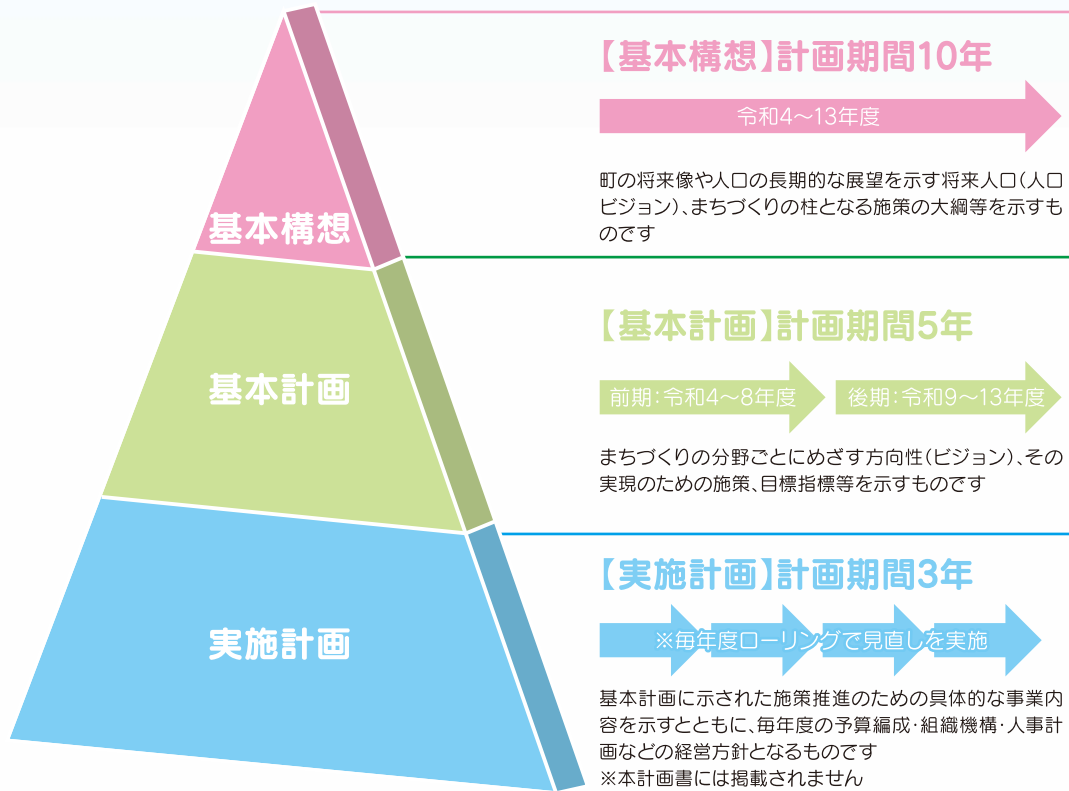 基本構想
基本計画
実施計画
【基本構想】計画期間10年
令和4～13年度
町の将来像や人口の長期的な展望を示す将来人口(人口
ビジョン)、まちづくりの柱となる施策の大綱等を示すも
のです
【基本計画】計画期間5年
前期:令和4～8年度
後期:令和9～13年度
まちづくりの分野ごとにめざす方向性(ビジョン)、その
実現のための施策、目標指標等を示すものです
【実施計画】計画期間3年
※毎年度ローリングで見直しを実施
基本計画に示された施策推進のための具体的な事業内
容を示すとともに、毎年度の予算編成・組織機構・人事計
画などの経営方針となるものです
※本計画書には掲載されません